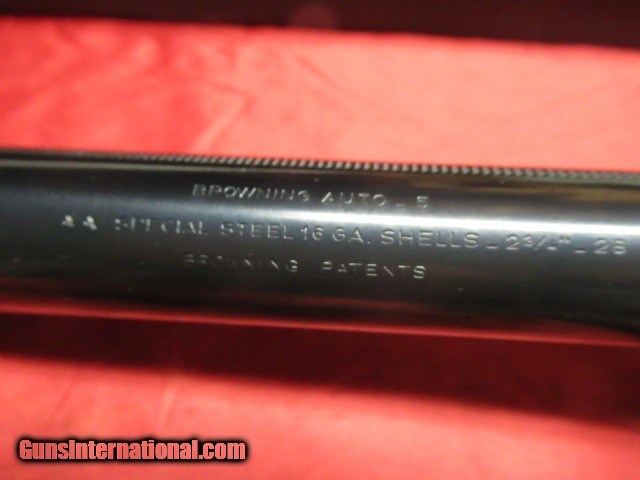 BROWNING AUTO-5
** SPECIAL STEEL 16 GA. SHELLS - 2¾" - 28
BROWNING PATENTS
GunsInternational.com